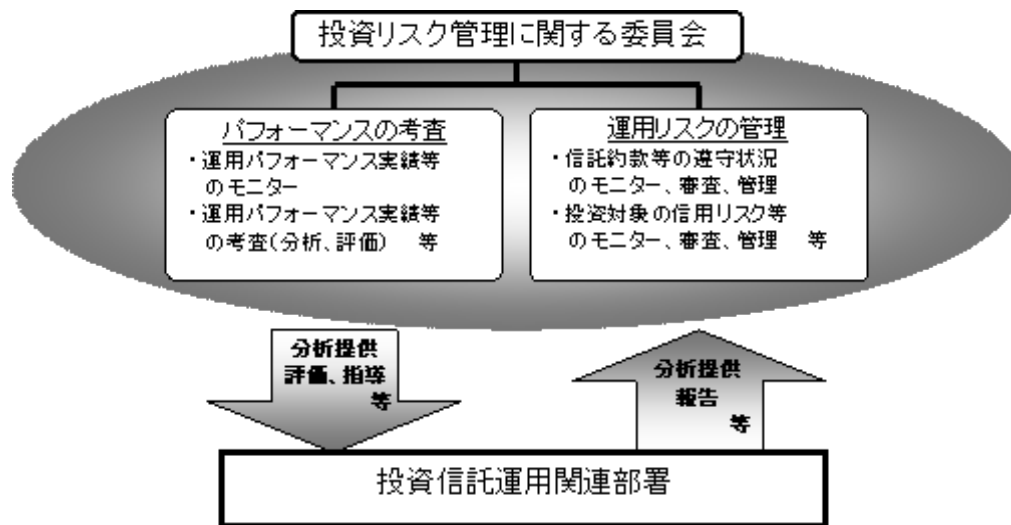 投資リスク管理に関する委員会
パフォーマンスの考査
・運用パフォーマンス実績等
のモニター
・運用パフォーマンス実績等
の考査(分析、評価) 等
運用リスクの管理
・信託約款等の遵守状況
のモニター、審査、管理
・投資対象の信用リスク等
のモニター、審査、管理 等
分析提供
評価、指導
等
分析提供
報告
等
投資信託運用関連部署